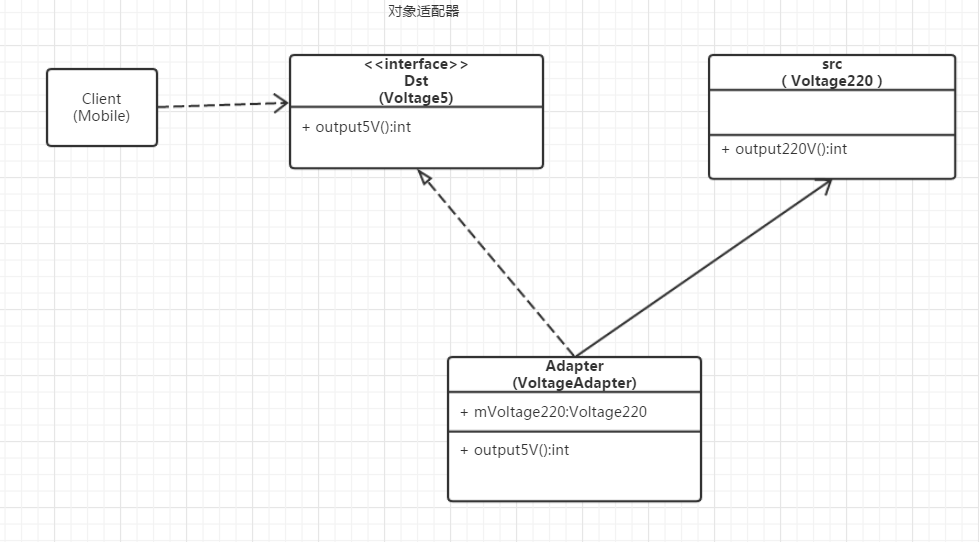 对象适配器
Client
(Mobile)
<<interface>>
Dst
(Voltage5)
+ output5V():int
src
（ Voltage220 ）
+ output220V():int
Adapter
(VoltageAdapter)
+ mVoltage220:Voltage220
+ output5V():int